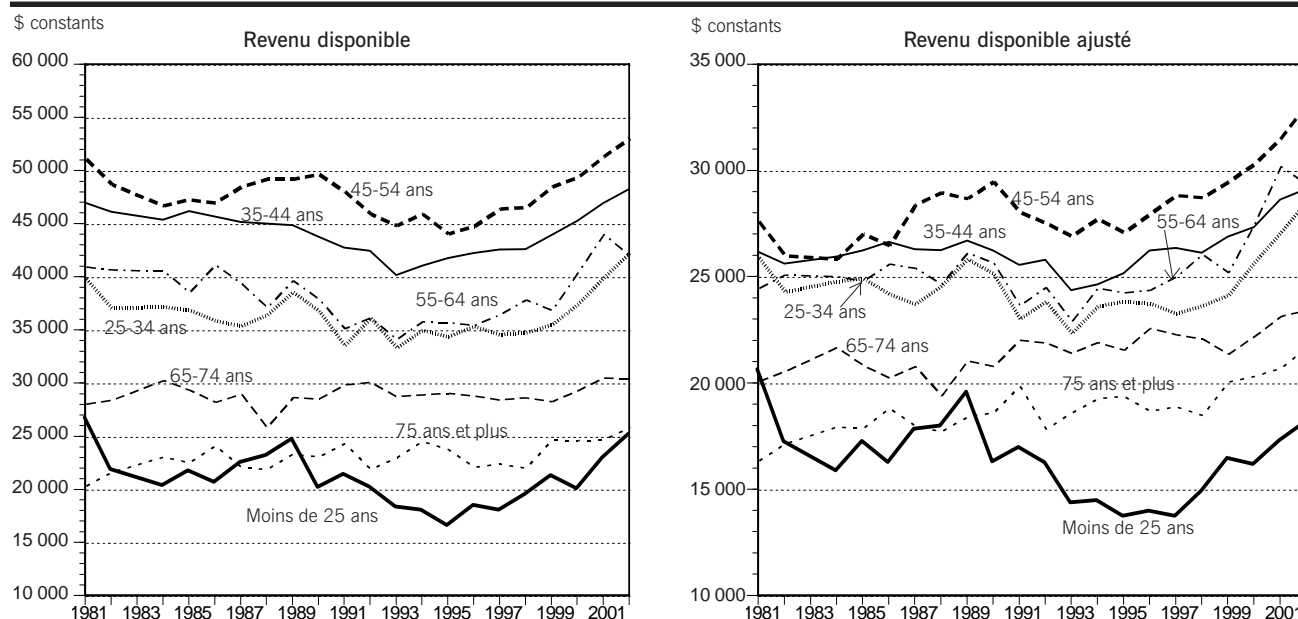 $ constants
Revenu disponible
60 000
55 000
50 000
45 000
40 000
35 000
30 000
25 000
20 000
15 000
10 000
45-54 ans
35-44 ans
55-64 ans
25-34 ans
65-74 ans
75 ans et plus
Moins de 25 ans
1981 1983 1985 1987 1989 1991 1993 1995 1997 1999 2001
$ constants
Revenu disponible ajusté
35 000
30 000
25 000
20 000
15 000
10 000
45-54 ans
55-64 ans
35-44 ans
25-34 ans
65-74 ans
75 ans et plus
Moins de 25 ans
1981 1983 1985 1987 1989 1991 1993 1995 1997 1999 2001